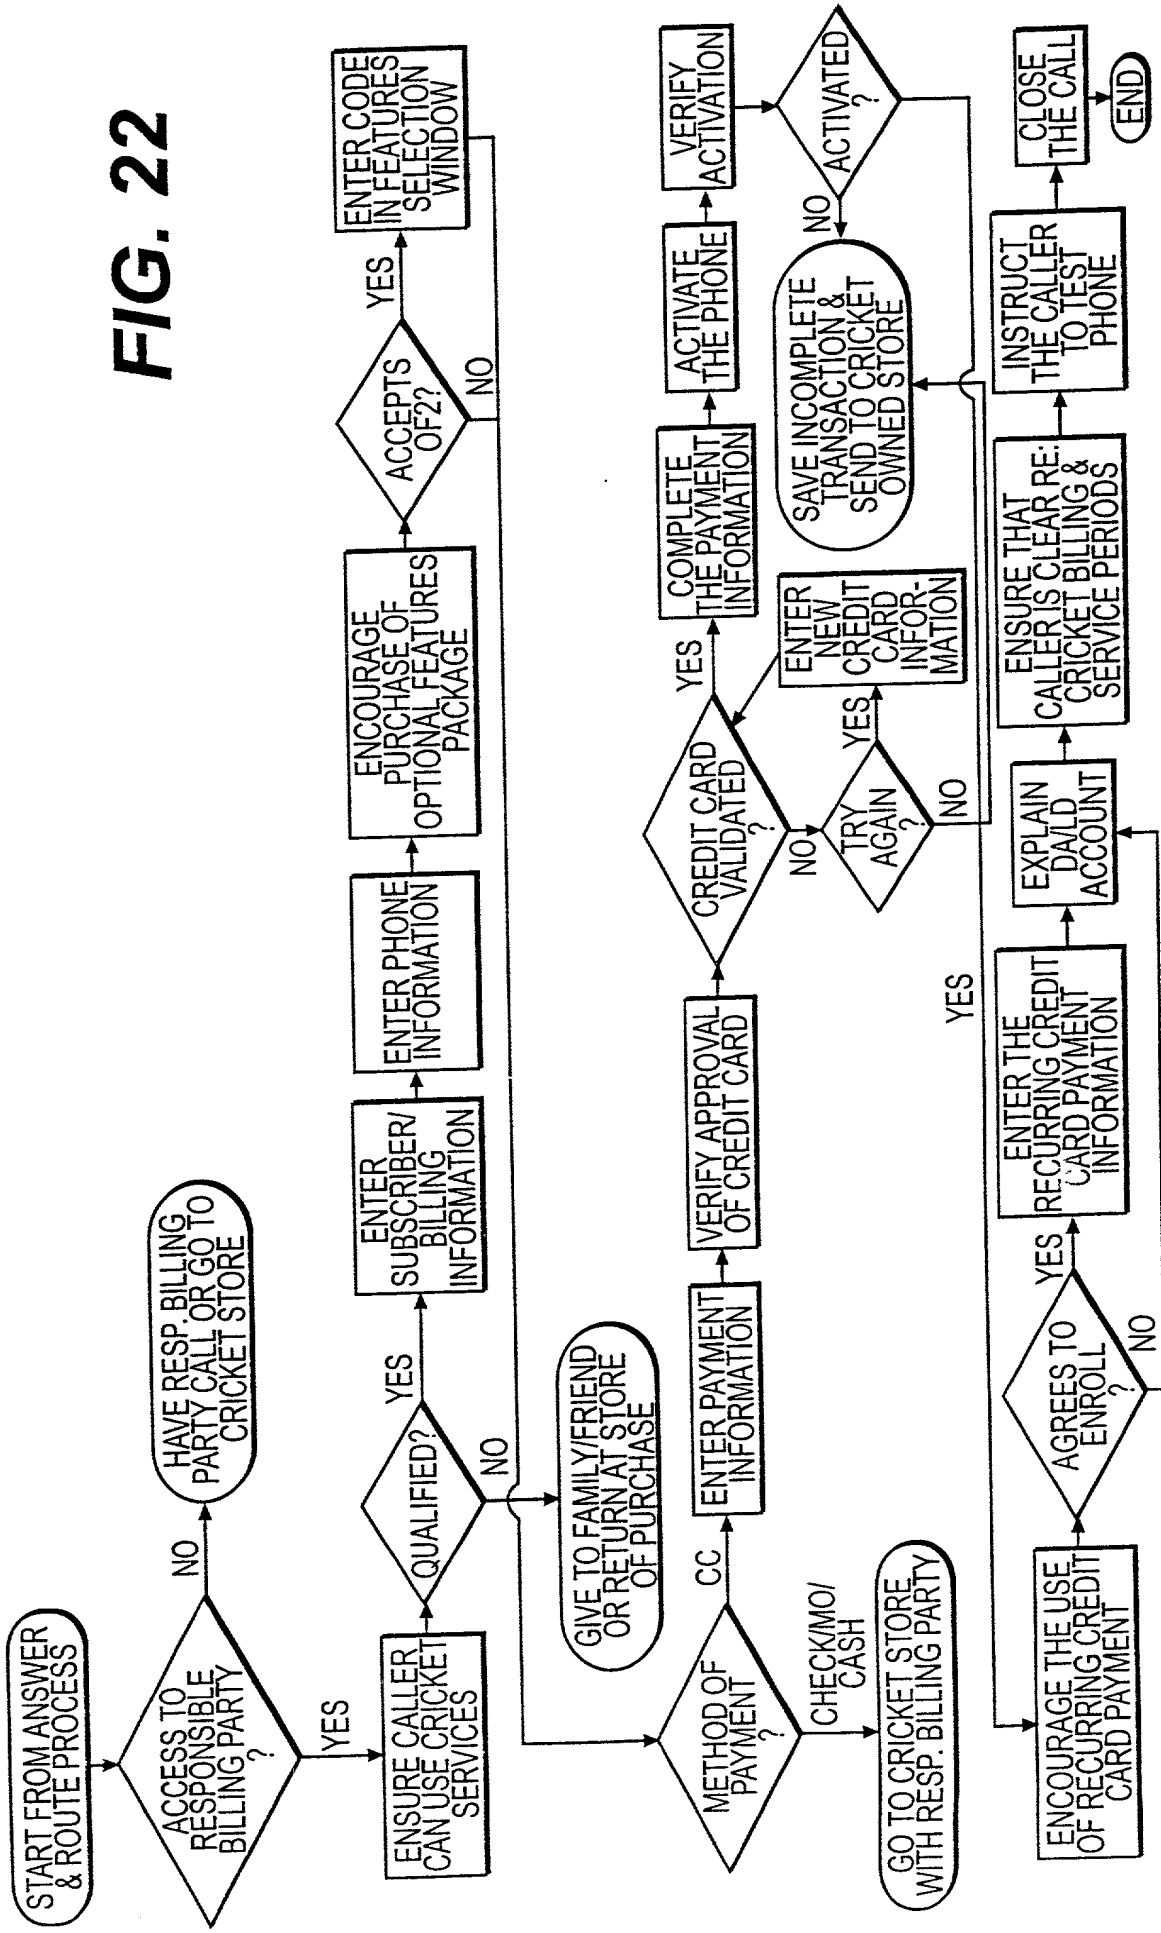 FIG. 22
START FROM ANSWER
& ROUTE PROCESS
ACCESS TO
RESPONSIBLE
BILLING PARTY
?
NO
HAVE RESP. BILLING
PARTY CALL OR GO TO
CRICKET STORE
YES
ENSURE CALLER
CAN USE CRICKET
SERVICES
QUALIFIED?
YES
NO
GIVE TO FAMILY/FRIEND
OR RETURN AT STORE
OF PURCHASE
ENTER
SUBSCRIBER/
BILLING
INFORMATION
ENTER PHONE
INFORMATION
ENCOURAGE
PURCHASE OF
OPTIONAL FEATURES
PACKAGE
ACCEPTS
OF2?
YES
NO
ENTER CODE
IN FEATURES
SELECTION
WINDOW
METHOD OF
PAYMENT
?
CC
CHECK/MO/
CASH
GO TO CRICKET STORE
WITH RESP. BILLING PARTY
ENTER PAYMENT
INFORMATION
VERIFY APPROVAL
OF CREDIT CARD
CREDIT CARD
VALIDATED
?
YES
NO
TRY
AGAIN
?
YES
NO
ENTER
NEW
CREDIT
CARD
INFOR-
MATION
COMPLETE
THE PAYMENT
INFORMATION
ACTIVATE
THE PHONE
VERIFY
ACTIVATION
ACTIVATED
?
NO
SAVE INCOMPLETE
TRANSACTION &
SEND TO CRICKET
OWNED STORE
YES
ENCOURAGE THE USE
OF RECURRING CREDIT
CARD PAYMENT
AGREES TO
ENROLL
?
YES
NO
ENTER THE
RECURRING CREDIT
CARD PAYMENT
INFORMATION
EXPLAIN
DA/LD
ACCOUNT
ENSURE THAT
CALLER IS CLEAR RE:
CRICKET BILLING &
SERVICE PERIODS
INSTRUCT
THE CALLER
TO TEST
PHONE
CLOSE
THE CALL
END